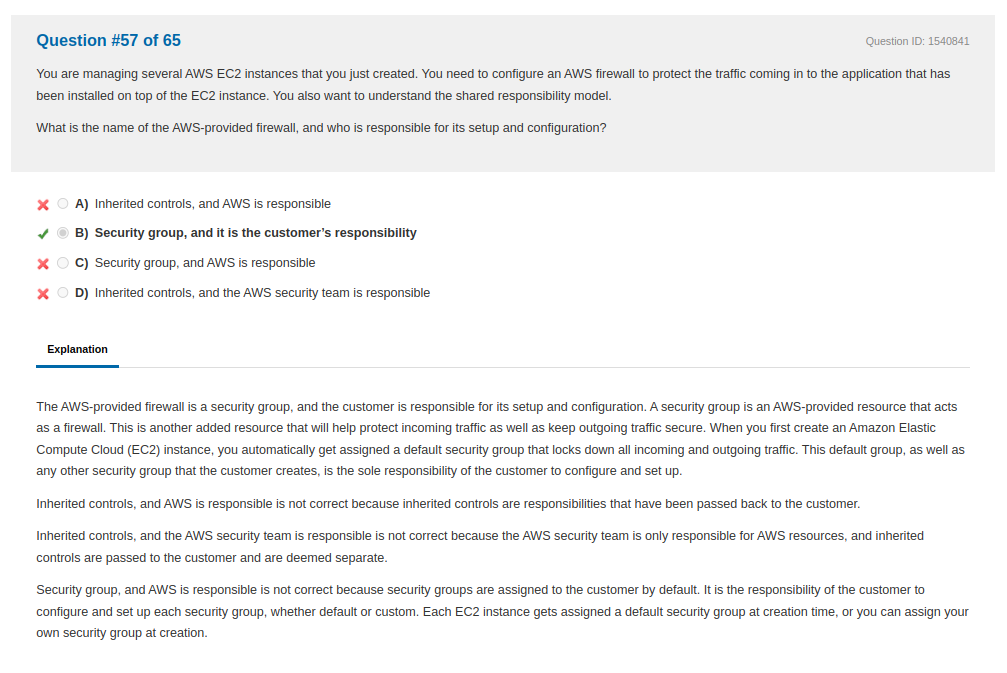 Question #57 of 65
Question ID: 1540841
You are managing several AWS EC2 instances that you just created. You need to configure an AWS firewall to protect the traffic coming in to the application that has
been installed on top of the EC2 instance. You also want to understand the shared responsibility model.
What is the name of the AWS-provided firewall, and who is responsible for its setup and configuration?
A) Inherited controls, and AWS is responsible
B) Security group, and it is the customer’s responsibility
C) Security group, and AWS is responsible
D) Inherited controls, and the AWS security team is responsible
Explanation
The AWS-provided firewall is a security group, and the customer is responsible for its setup and configuration. A security group is an AWS-provided resource that acts
as a firewall. This is another added resource that will help protect incoming traffic as well as keep outgoing traffic secure. When you first create an Amazon Elastic
Compute Cloud (EC2) instance, you automatically get assigned a default security group that locks down all incoming and outgoing traffic. This default group, as well as
any other security group that the customer creates, is the sole responsibility of the customer to configure and set up.
Inherited controls, and AWS is responsible is not correct because inherited controls are responsibilities that have been passed back to the customer.
Inherited controls, and the AWS security team is responsible is not correct because the AWS security team is only responsible for AWS resources, and inherited
controls are passed to the customer and are deemed separate.
Security group, and AWS is responsible is not correct because security groups are assigned to the customer by default. It is the responsibility of the customer to
configure and set up each security group, whether default or custom. Each EC2 instance gets assigned a default security group at creation time, or you can assign your
own security group at creation.